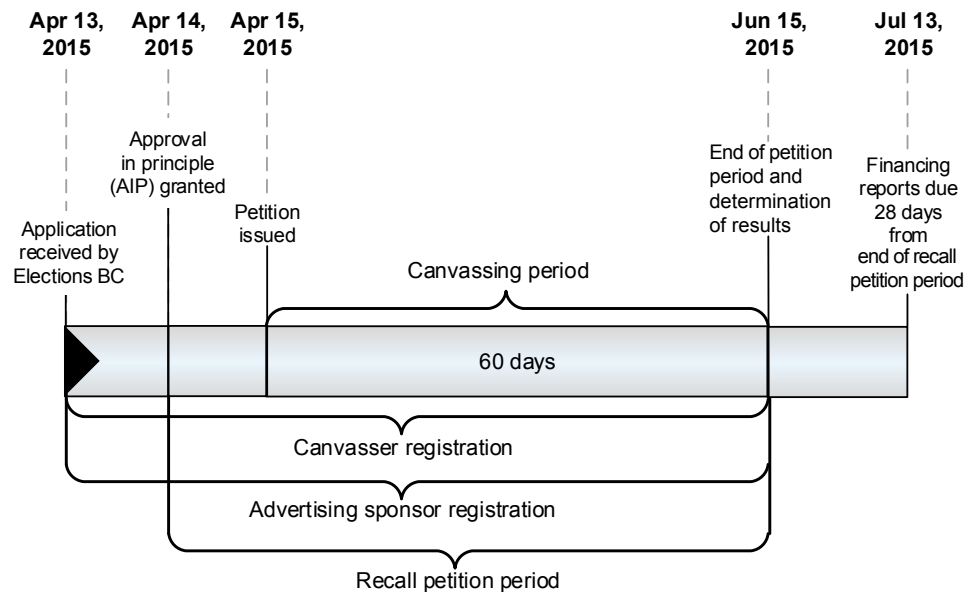 Apr 13,
2015
Apr 14,
2015
Apr 15,
2015
Jun 15,
2015
Jul 13,
2015
Application
received by
Elections BC
Approval
in principle
(AIP) granted
Petition
issued
End of petition
period and
determination
of results
Financing
reports due
28 days
from
end of recall
petition period
Canvassing period
60 days
Canvasser registration
Advertising sponsor registration
Recall petition period